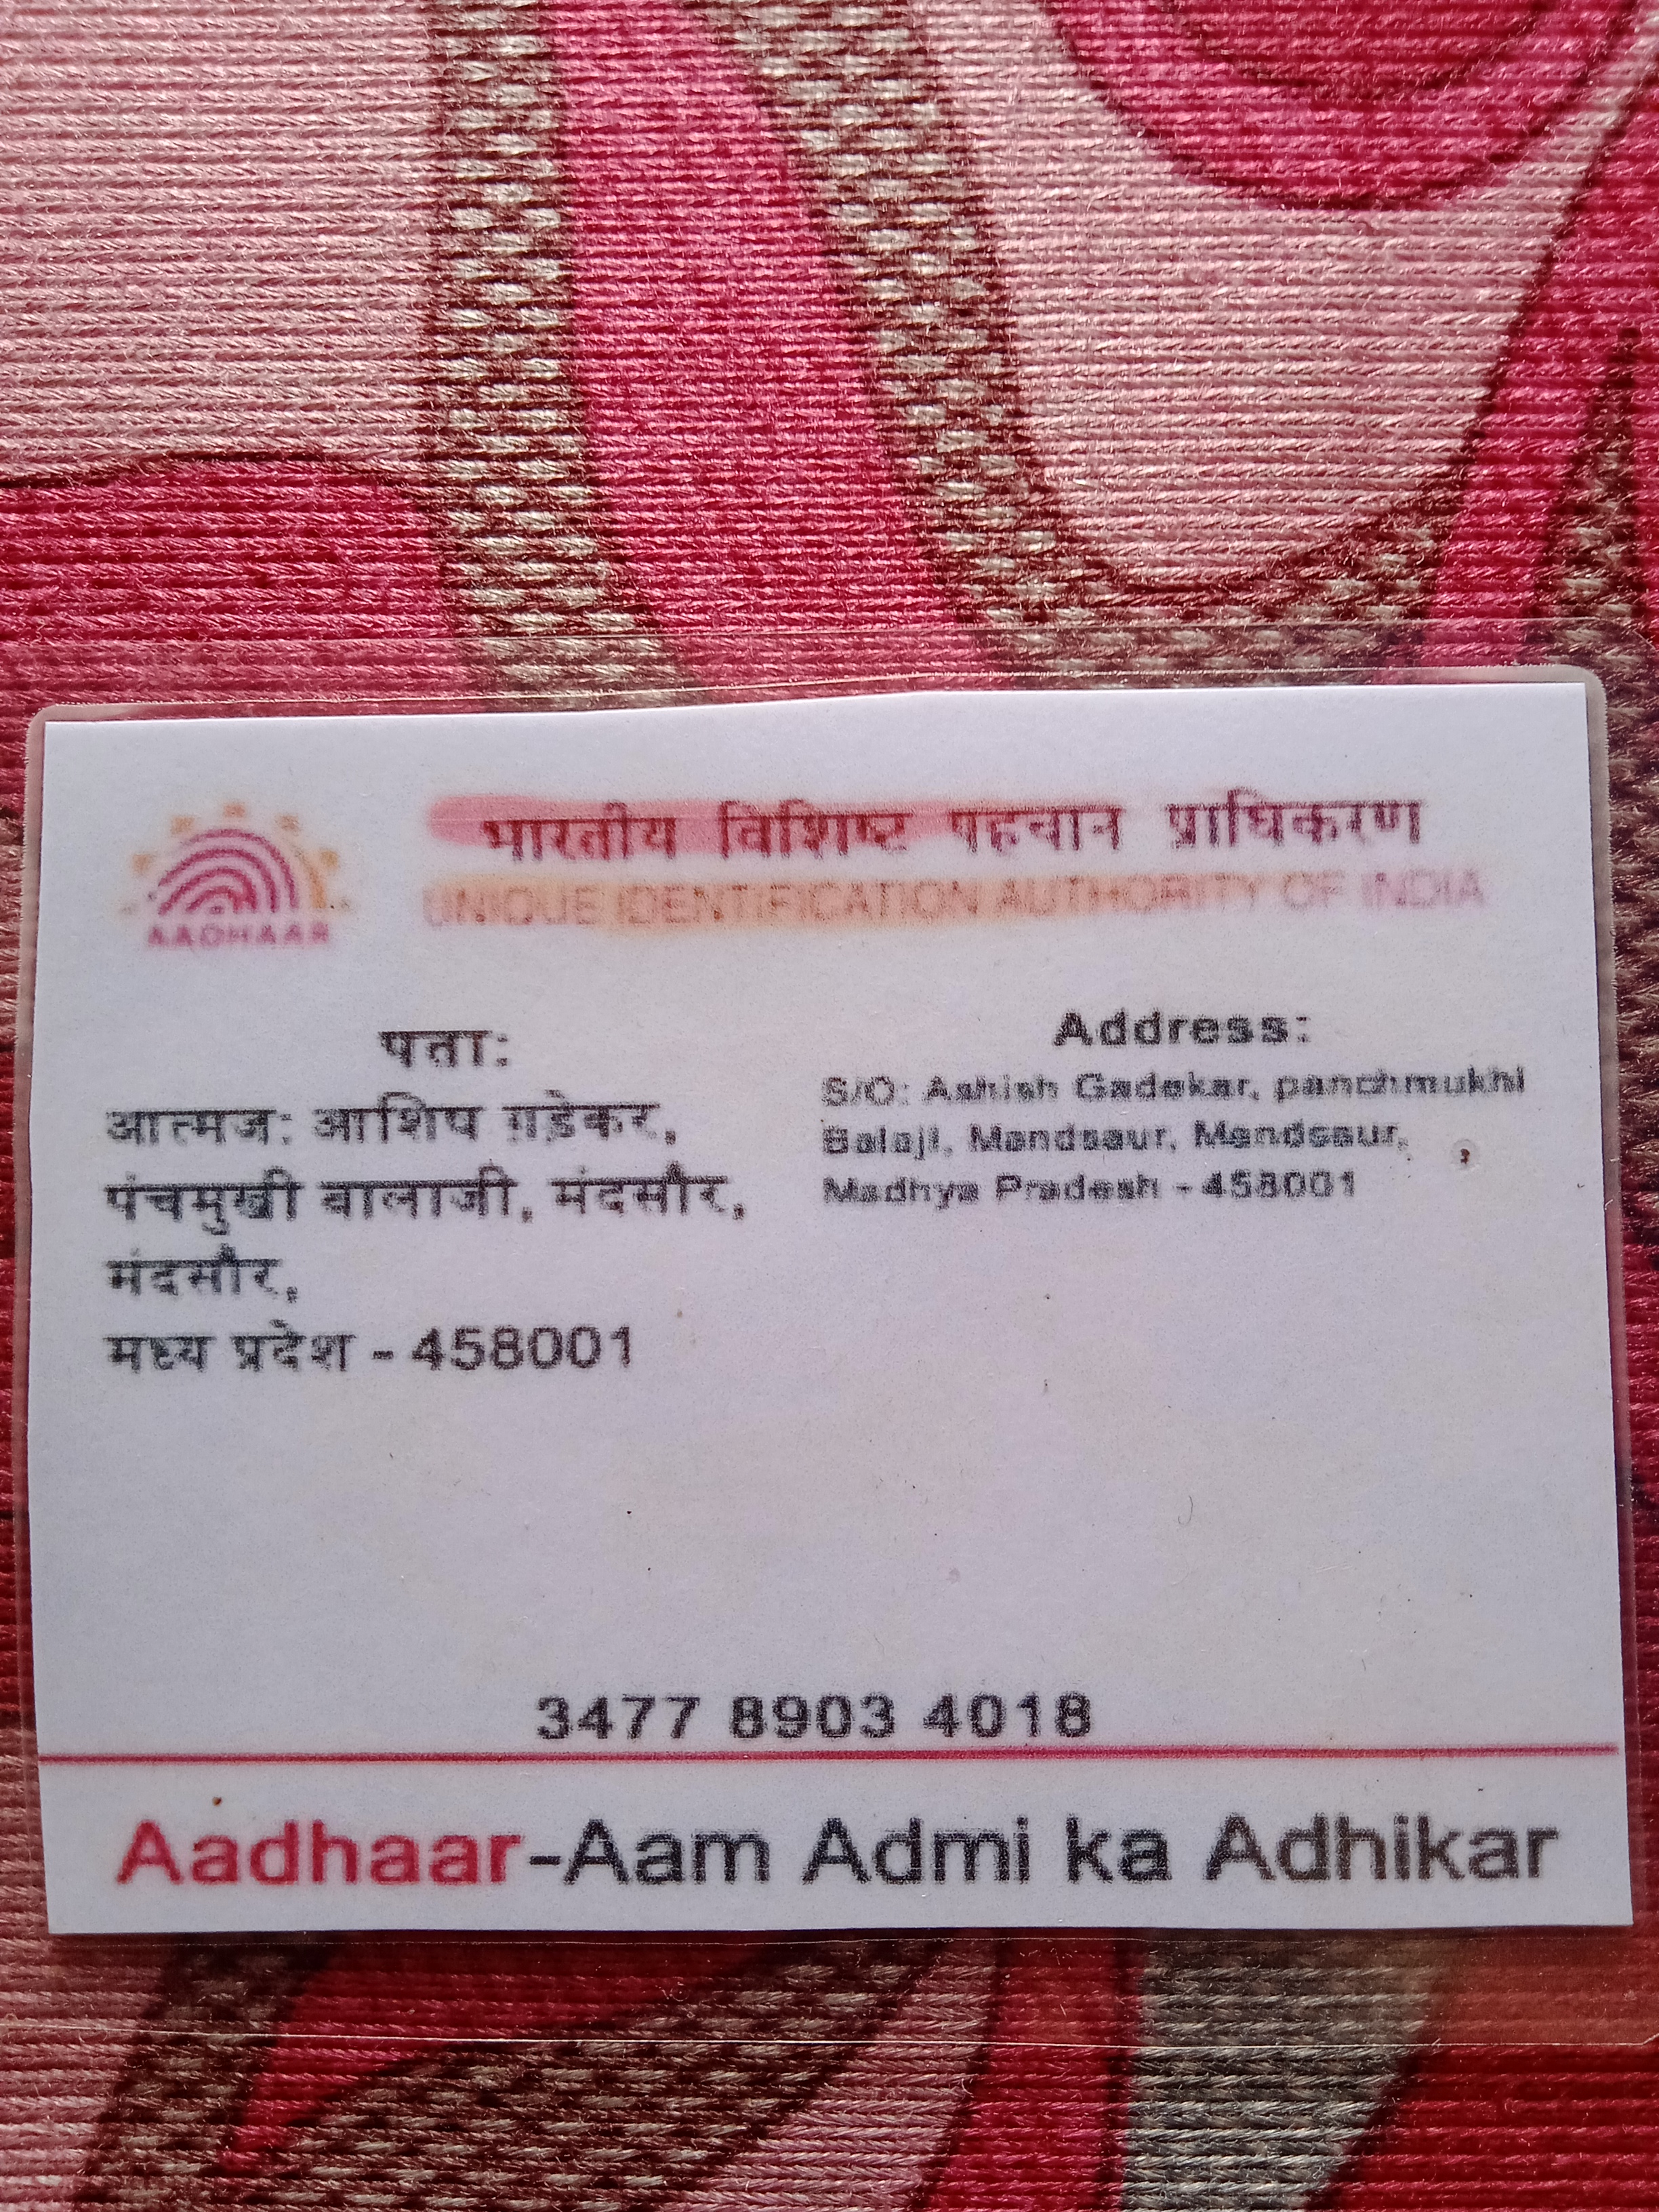 भारतीय विशिष्ट पहचान प्राधिकरण
UNIQUE IDENTIFICATION AUTHORITY OF INDIA
AADHAAR
पता:
आत्मज: आशिष गडेकर,
पंचमुखी बालाजी, मंदसौर,
मंदसौर,
मध्य प्रदेश - 458001
Address:
S/O: Ashish Gadekar, panchmukhi
Balaji, Mandsaur, Mandsaur,
Madhya Pradesh - 458001
3477 8903 4018
Aadhaar-Aam Admi ka Adhikar